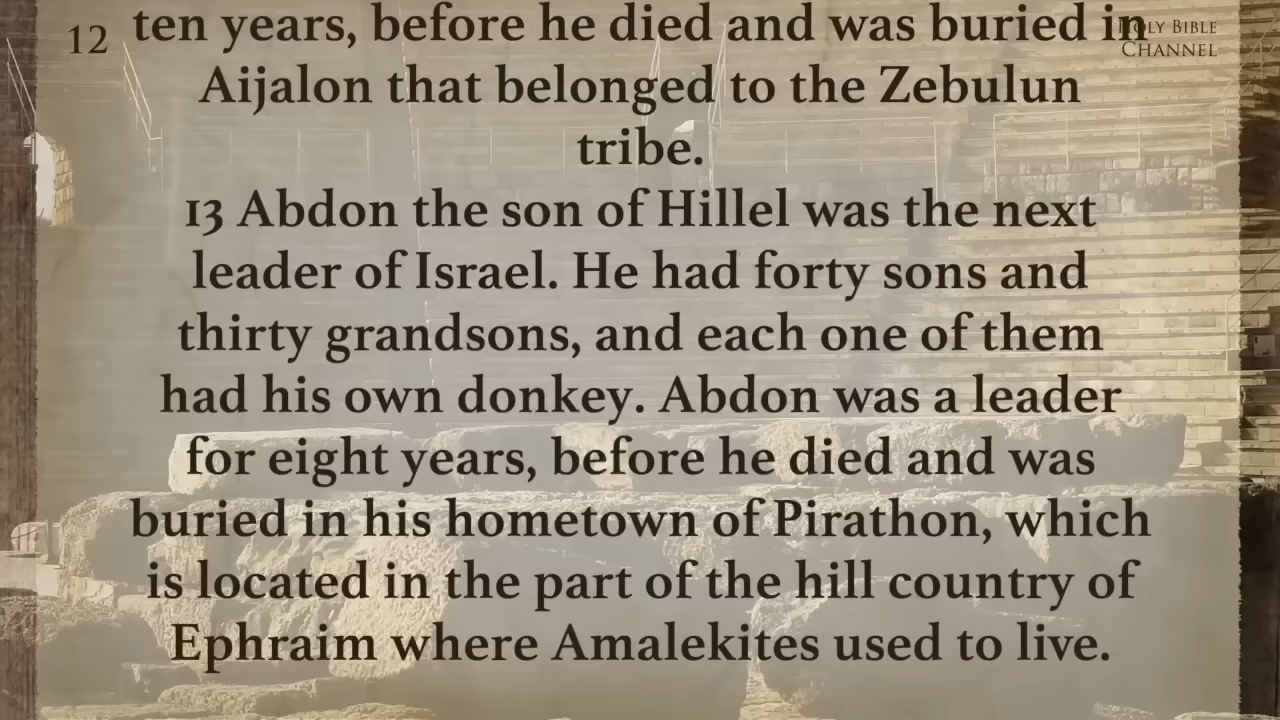 12
ten years, before he died and was buried in
Aijalon that belonged to the Zebulun
tribe.
13 Abdon the son of Hillel was the next
leader of Israel. He had forty sons and
thirty grandsons, and each one of them
had his own donkey. Abdon was a leader
for eight years, before he died and was
buried in his hometown of Pirathon, which
is located in the part of the hill country of
Ephraim where Amalekites used to live.
HOLY BIBLE
CHANNEL